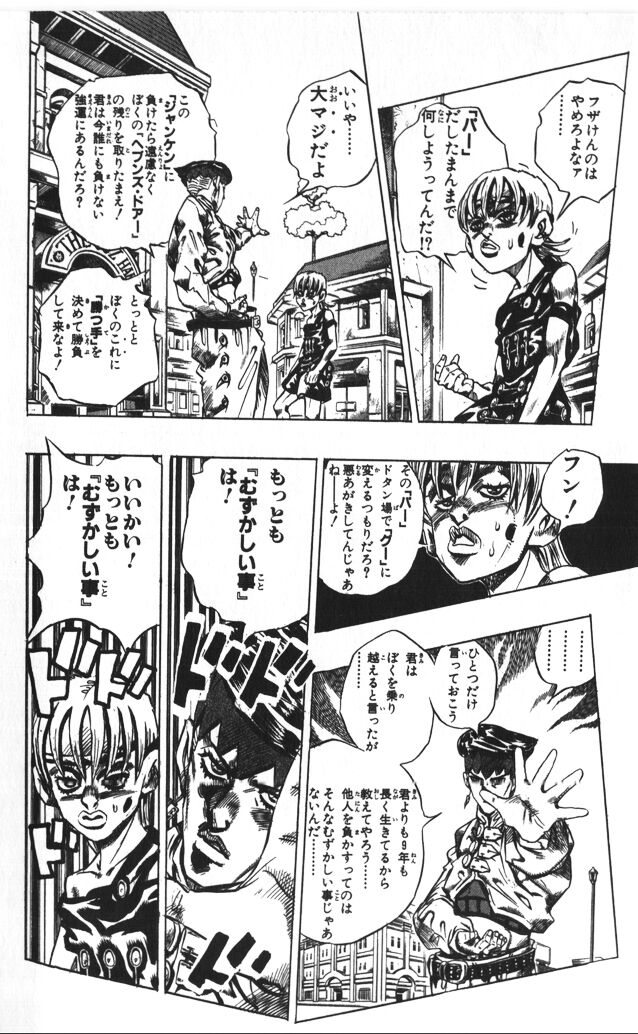 ……………
フザけんのは
やめろよなァ
『パー』
だしたまんまで
何しようってんだ!?
いいや・・・
大マジだよ
この
『ジャンケン』に
負けたら遠慮なく
ぼくの『ヘブンズ・ドアー』
の残りを取りたまえ!
君は今誰にも負けない
強運にあるんだろ?
とっとと
ぼくのこれに
『勝つ手』を
決めて勝負
して来なよ!
フン!
その『パー』
ドタン場で『グー』に
変えるつもりだろ?
悪あがきしてんじゃあ
ねーーよ!
…………
…………
ひとつだけ
言っておこう
君は
ぼくを乗り
越えると言ったが
君よりも9年も
長く生きてるから
教えてやろう……
他人を負かすってのは
そんなむずかしい事じゃあ
ないんだ……
もっとも
『むずかしい事』
は!
ドドド
いいかい!
もっとも
『むずかしい事』
は!
ドドド